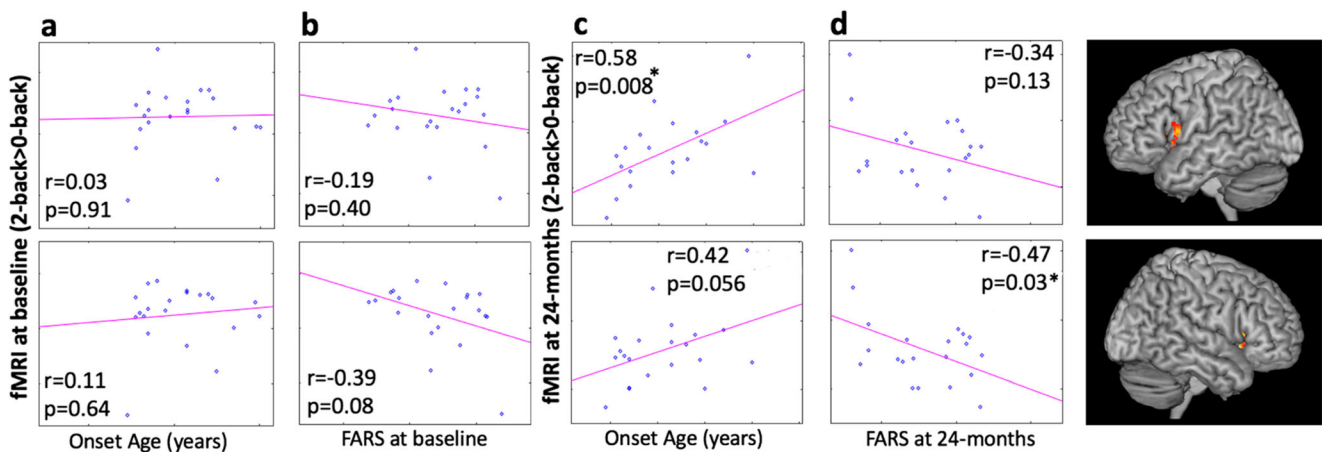 a
b
c
d
fMRI at baseline (2-back>0-back)
r=0.03
p=0.91
r=-0.19
p=0.40
fMRI at 24-months (2-back>0-back)
r=0.58
p=0.008*
r=-0.34
p=0.13
r=0.11
p=0.64
r=-0.39
p=0.08
r=0.42
p=0.056
r=-0.47
p=0.03*
Onset Age (years)
FARS at baseline
Onset Age (years)
FARS at 24-months